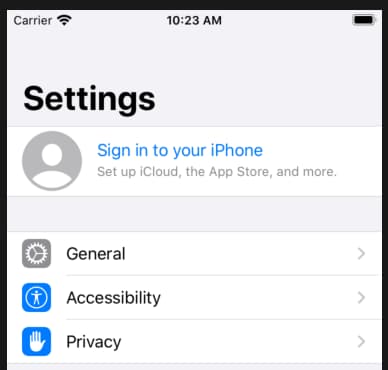 Carrier 10:23 AM
Settings
Sign in to your iPhone
Set up iCloud, the App Store, and more.
General
Accessibility
Privacy